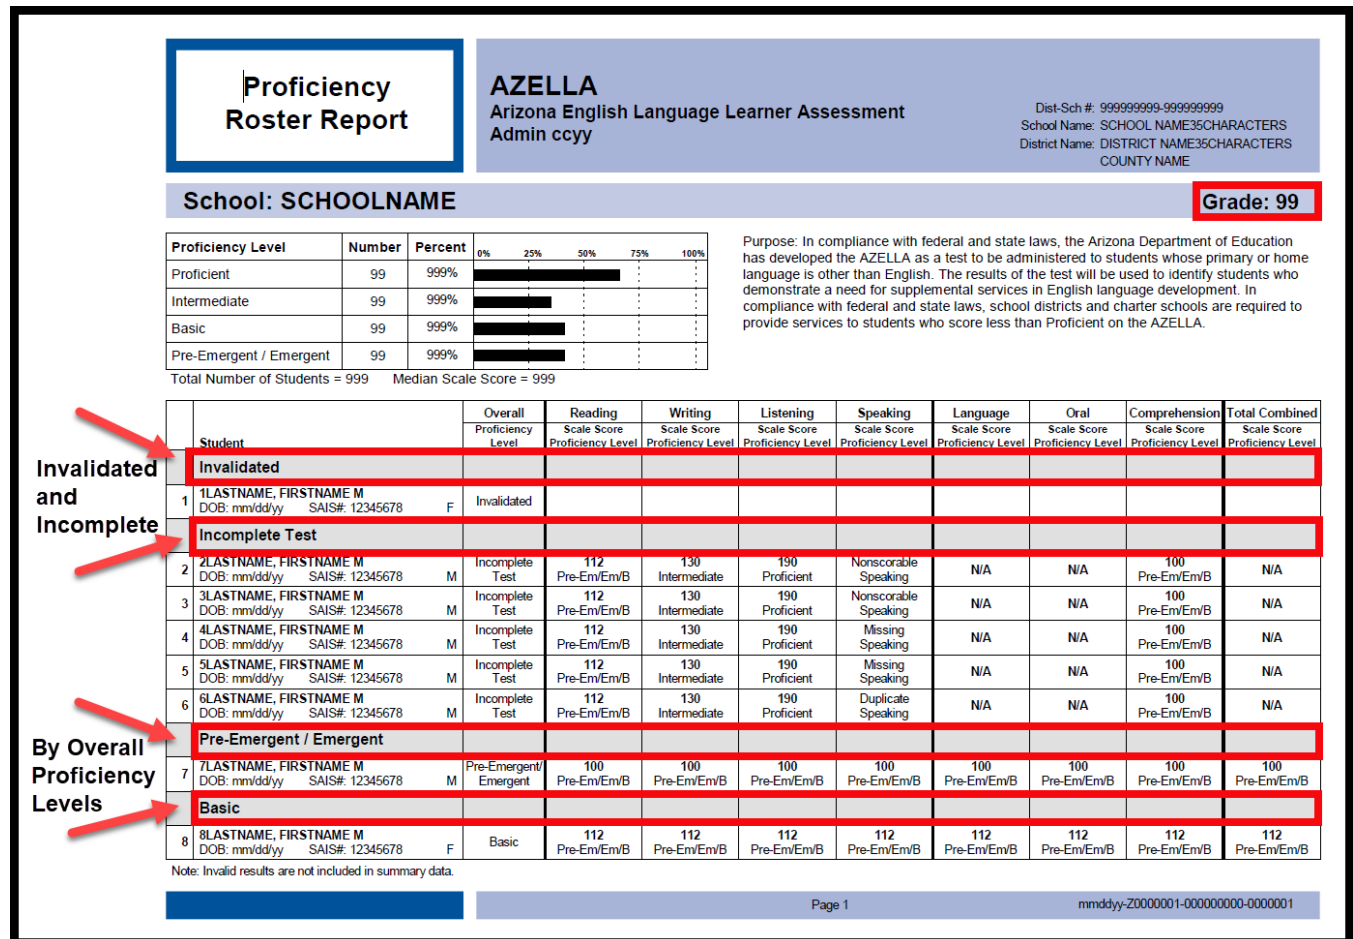 Proficiency
Roster Report
AZELLA
Arizona English Language Learner Assessment
Admin ccyy
Dist-Sch #: 999999999-999999999
School Name: SCHOOL NAME35CHARACTERS
District Name: DISTRICT NAME35CHARACTERS
COUNTY NAME
School: SCHOOLNAME
Grade: 99
Proficiency Level Number Percent 0% 25% 50% 75% 100%
Proficient 99 999%
Intermediate 99 999%
Basic 99 999%
Pre-Emergent / Emergent 99 999%
Total Number of Students = 999 Median Scale Score = 999
Purpose: In compliance with federal and state laws, the Arizona Department of Education
has developed the AZELLA as a test to be administered to students whose primary or home
language is other than English. The results of the test will be used to identify students who
demonstrate a need for supplemental services in English language development. In
compliance with federal and state laws, school districts and charter schools are required to
provide services to students who score less than Proficient on the AZELLA.
Overall Reading Writing Listening Speaking Language Oral Comprehension Total Combined
Proficiency Scale Score Scale Score Scale Score Scale Score Scale Score Scale Score Scale Score Scale Score
Student Level Proficiency Level Proficiency Level Proficiency Level Proficiency Level Proficiency Level Proficiency Level Proficiency Level Proficiency Level
Invalidated
and
Incomplete
Invalidated
1 1LASTNAME, FIRSTNAME M Invalidated
DOB: mm/dd/yy SAIS#: 12345678 F
Incomplete Test
2 2LASTNAME, FIRSTNAME M Incomplete 112 130 190 Nonscorable N/A N/A 100 N/A
DOB: mm/dd/yy SAIS#: 12345678 M Test Pre-Em/Em/B Intermediate Proficient Speaking Pre-Em/Em/B
3 3LASTNAME, FIRSTNAME M Incomplete 112 130 190 Nonscorable N/A N/A 100 N/A
DOB: mm/dd/yy SAIS#: 12345678 M Test Pre-Em/Em/B Intermediate Proficient Speaking Pre-Em/Em/B
4 4LASTNAME, FIRSTNAME M Incomplete 112 130 190 Missing N/A N/A 100 N/A
DOB: mm/dd/yy SAIS#: 12345678 M Test Pre-Em/Em/B Intermediate Proficient Speaking Pre-Em/Em/B
5 5LASTNAME, FIRSTNAME M Incomplete 112 130 190 Missing N/A N/A 100 N/A
DOB: mm/dd/yy SAIS#: 12345678 M Test Pre-Em/Em/B Intermediate Proficient Speaking Pre-Em/Em/B
6 6LASTNAME, FIRSTNAME M Incomplete 112 130 190 Duplicate N/A N/A 100 N/A
DOB: mm/dd/yy SAIS#: 12345678 M Test Pre-Em/Em/B Intermediate Proficient Speaking Pre-Em/Em/B
By Overall
Proficiency
Levels
Pre-Emergent / Emergent
7 7LASTNAME, FIRSTNAME M Pre-Emergent/ 100 100 100 100 100 100 100 100
DOB: mm/dd/yy SAIS#: 12345678 M Emergent Pre-Em/Em/B Pre-Em/Em/B Pre-Em/Em/B Pre-Em/Em/B Pre-Em/Em/B Pre-Em/Em/B Pre-Em/Em/B Pre-Em/Em/B
Basic
8 8LASTNAME, FIRSTNAME M Basic 112 112 112 112 112 112 112 112
DOB: mm/dd/yy SAIS#: 12345678 F Pre-Em/Em/B Pre-Em/Em/B Pre-Em/Em/B Pre-Em/Em/B Pre-Em/Em/B Pre-Em/Em/B Pre-Em/Em/B Pre-Em/Em/B
Note: Invalid results are not included in summary data.
Page 1
mmddyy-Z0000001-000000000-0000001